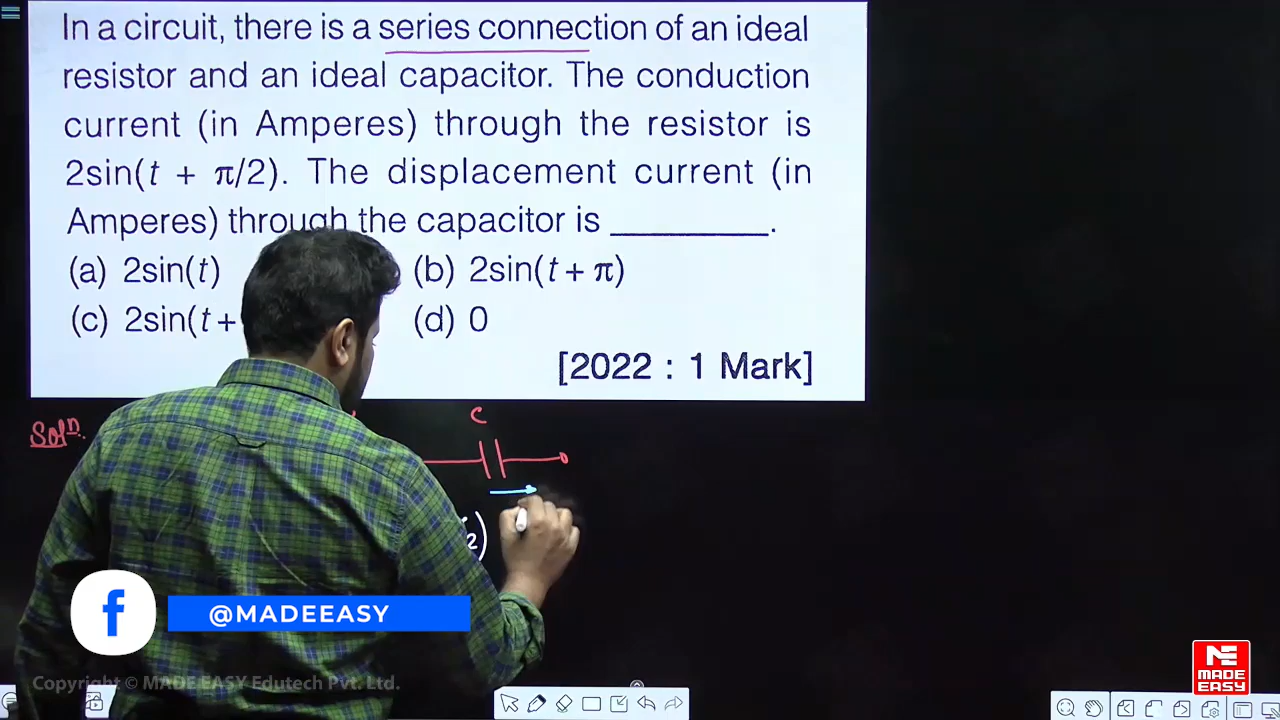 In a circuit, there is a series connection of an ideal
resistor and an ideal capacitor. The conduction
current (in Amperes) through the resistor is
2sin(t + π/2). The displacement current (in
Amperes) through the capacitor is ________.
(a) 2sin(t) (b) 2sin(t + π)
(c) 2sin(t + (d) 0
[2022 : 1 Mark]
Solⁿ.
C
2)
f @MADEEASY
Copyright © MADE EASY Edutech Pvt. Ltd.
ME
MADE
EASY